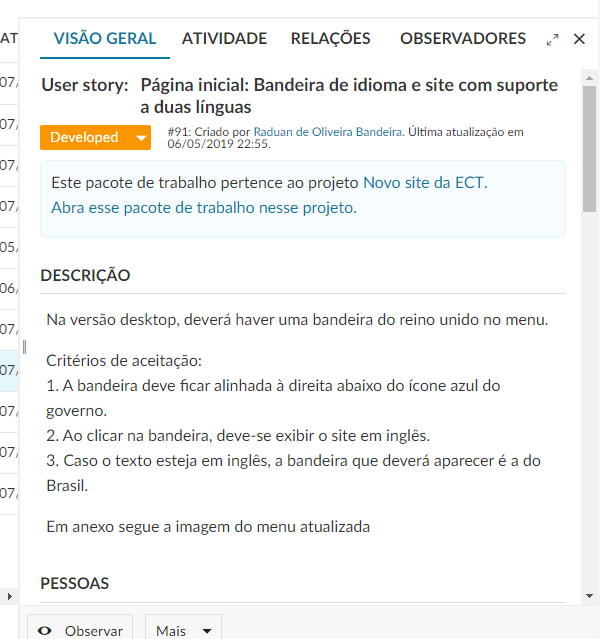 AT
VISÃO GERAL ATIVIDADE RELAÇÕES OBSERVADORES
User story: Página inicial: Bandeira de idioma e site com suporte
a duas línguas
Developed
#91: Criado por Raduan de Oliveira Bandeira. Última atualização em
06/05/2019 22:55.
Este pacote de trabalho pertence ao projeto Novo site da ECT.
Abra esse pacote de trabalho nesse projeto.
DESCRIÇÃO
Na versão desktop, deverá haver uma bandeira do reino unido no menu.
Critérios de aceitação:
1. A bandeira deve ficar alinhada à direita abaixo do ícone azul do
governo.
2. Ao clicar na bandeira, deve-se exibir o site em inglês.
3. Caso o texto esteja em inglês, a bandeira que deverá aparecer é a do
Brasil.
Em anexo segue a imagem do menu atualizada
PESSOAS
Observar Mais
07/
07/
07/
07/
05/
06/
07/
07/
07/
07/
07/